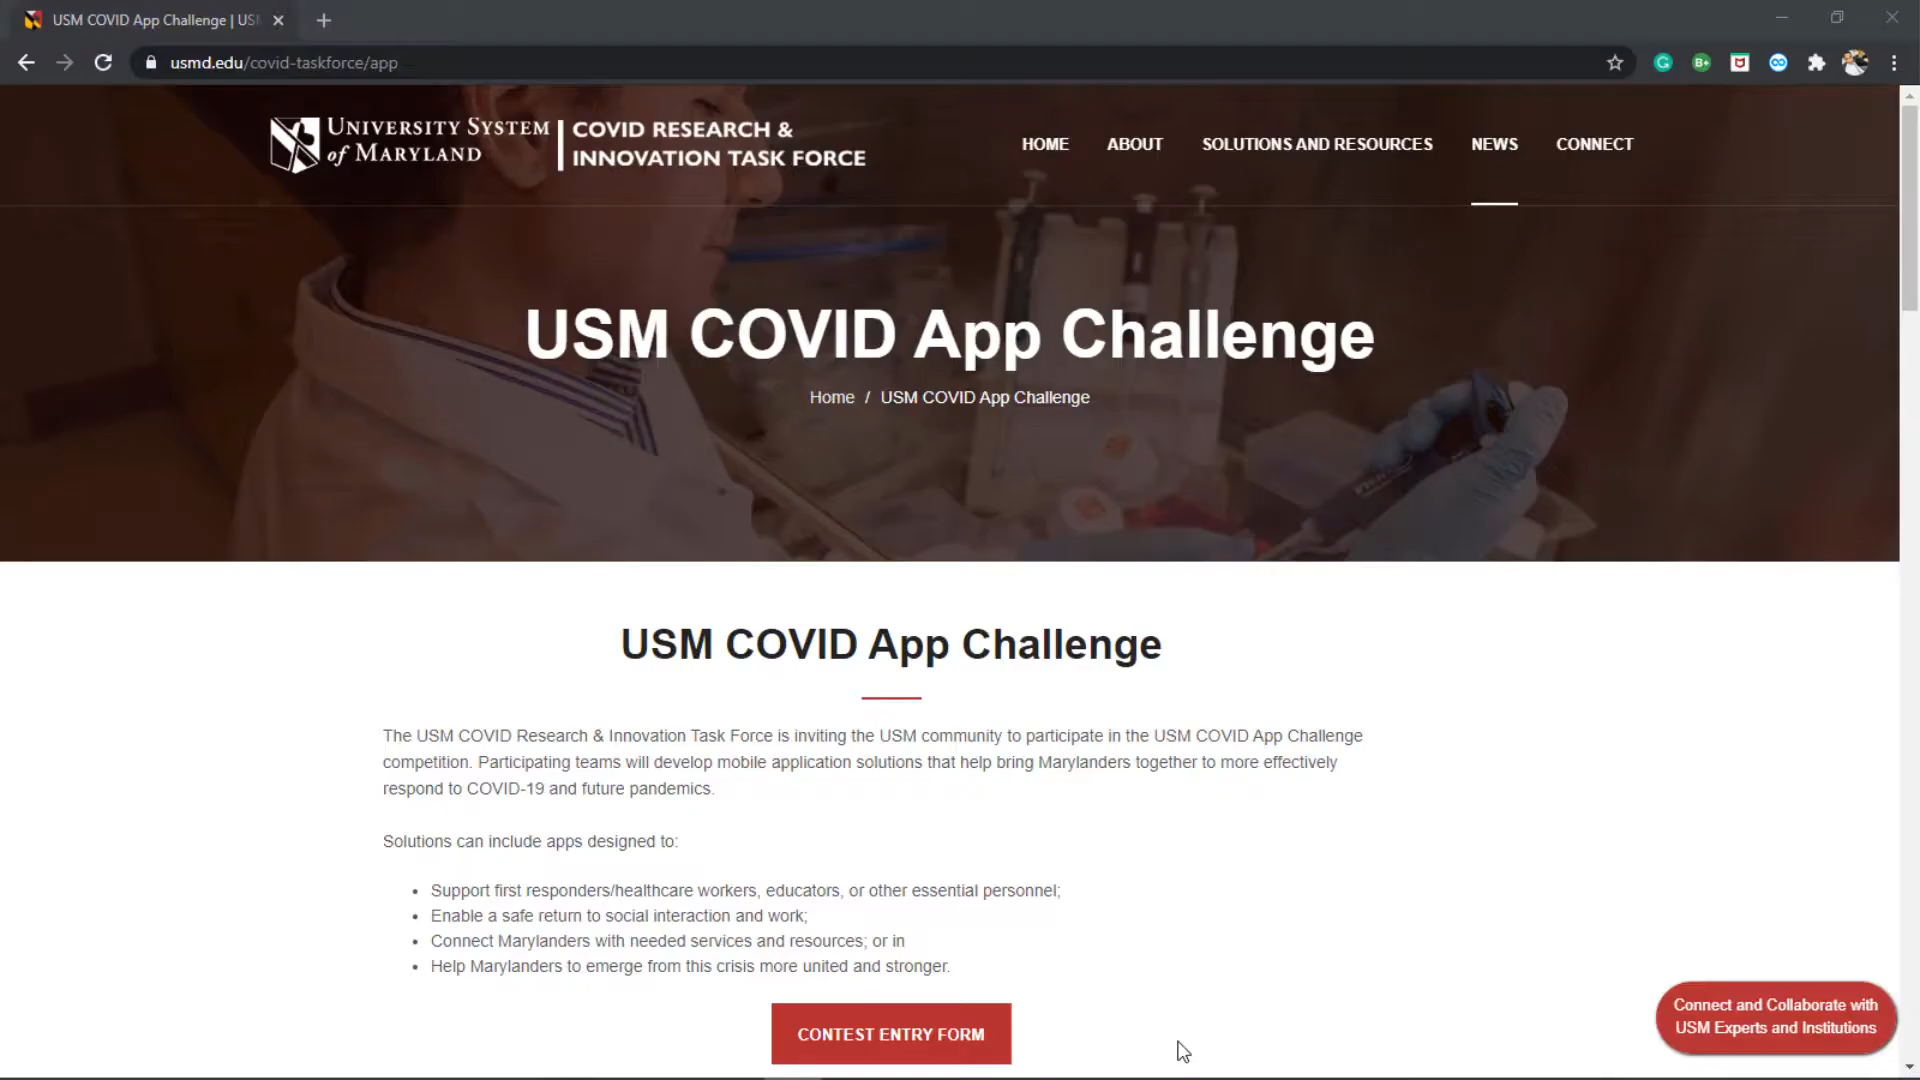 USM COVID App Challenge | US
usmd.edu/covid-taskforce/app
B+
UNIVERSITY SYSTEM
of MARYLAND
COVID RESEARCH &
INNOVATION TASK FORCE
HOME ABOUT SOLUTIONS AND RESOURCES NEWS CONNECT
USM COVID App Challenge
Home / USM COVID App Challenge
USM COVID App Challenge
The USM COVID Research & Innovation Task Force is inviting the USM community to participate in the USM COVID App Challenge
competition. Participating teams will develop mobile application solutions that help bring Marylanders together to more effectively
respond to COVID-19 and future pandemics.
Solutions can include apps designed to:
• Support first responders/healthcare workers, educators, or other essential personnel;
• Enable a safe return to social interaction and work;
• Connect Marylanders with needed services and resources; or in
• Help Marylanders to emerge from this crisis more united and stronger.
CONTEST ENTRY FORM
Connect and Collaborate with
USM Experts and Institutions